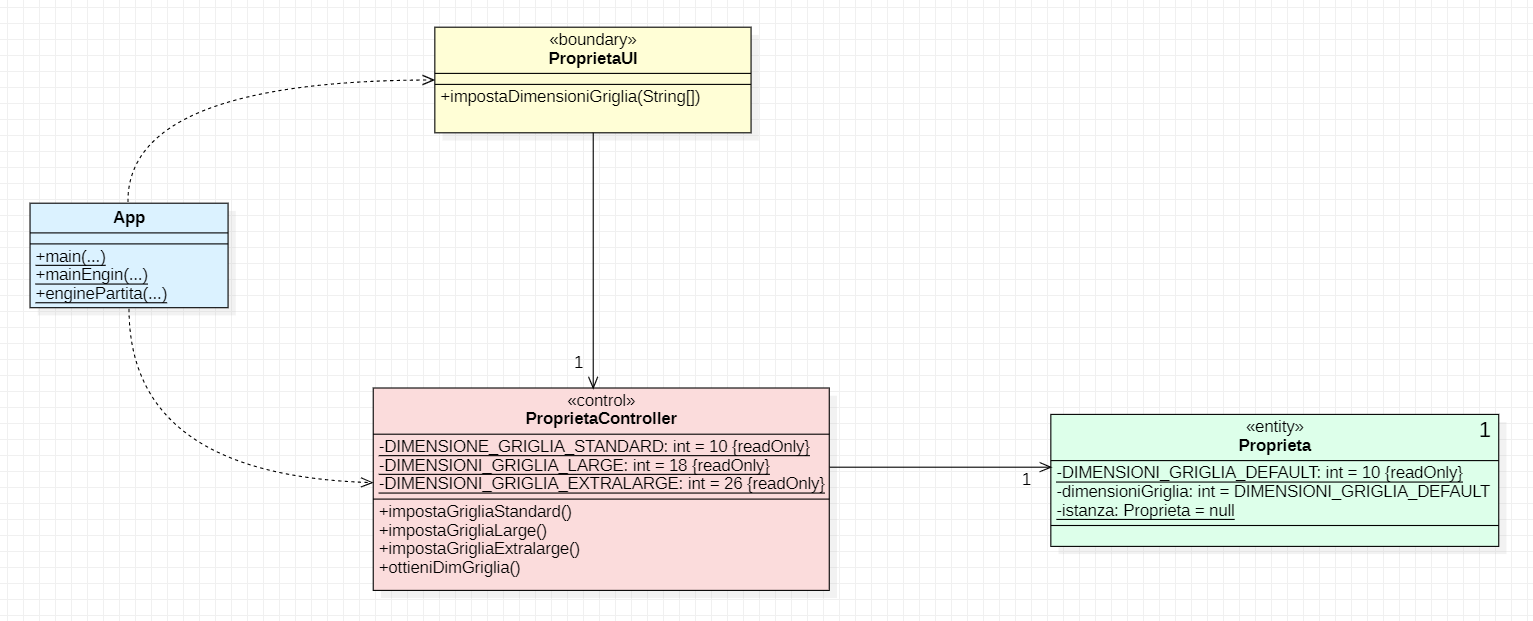 «boundary»
ProprietaUI
+impostaDimensioniGriglia(String[])
App
+main(...)
+mainEngin(...)
+enginePartita(...)
1
«control»
ProprietaController
-DIMENSIONE_GRIGLIA_STANDARD: int = 10 {readOnly}
-DIMENSIONI_GRIGLIA_LARGE: int = 18 {readOnly}
-DIMENSIONI_GRIGLIA_EXTRALARGE: int = 26 {readOnly}
+impostaGrigliaStandard()
+impostaGrigliaLarge()
+impostaGrigliaExtralarge()
+ottieniDimGriglia()
1
«entity»
1
Proprieta
-DIMENSIONI_GRIGLIA_DEFAULT: int = 10 {readOnly}
-dimensioniGriglia: int = DIMENSIONI_GRIGLIA_DEFAULT
-istanza: Proprieta = null